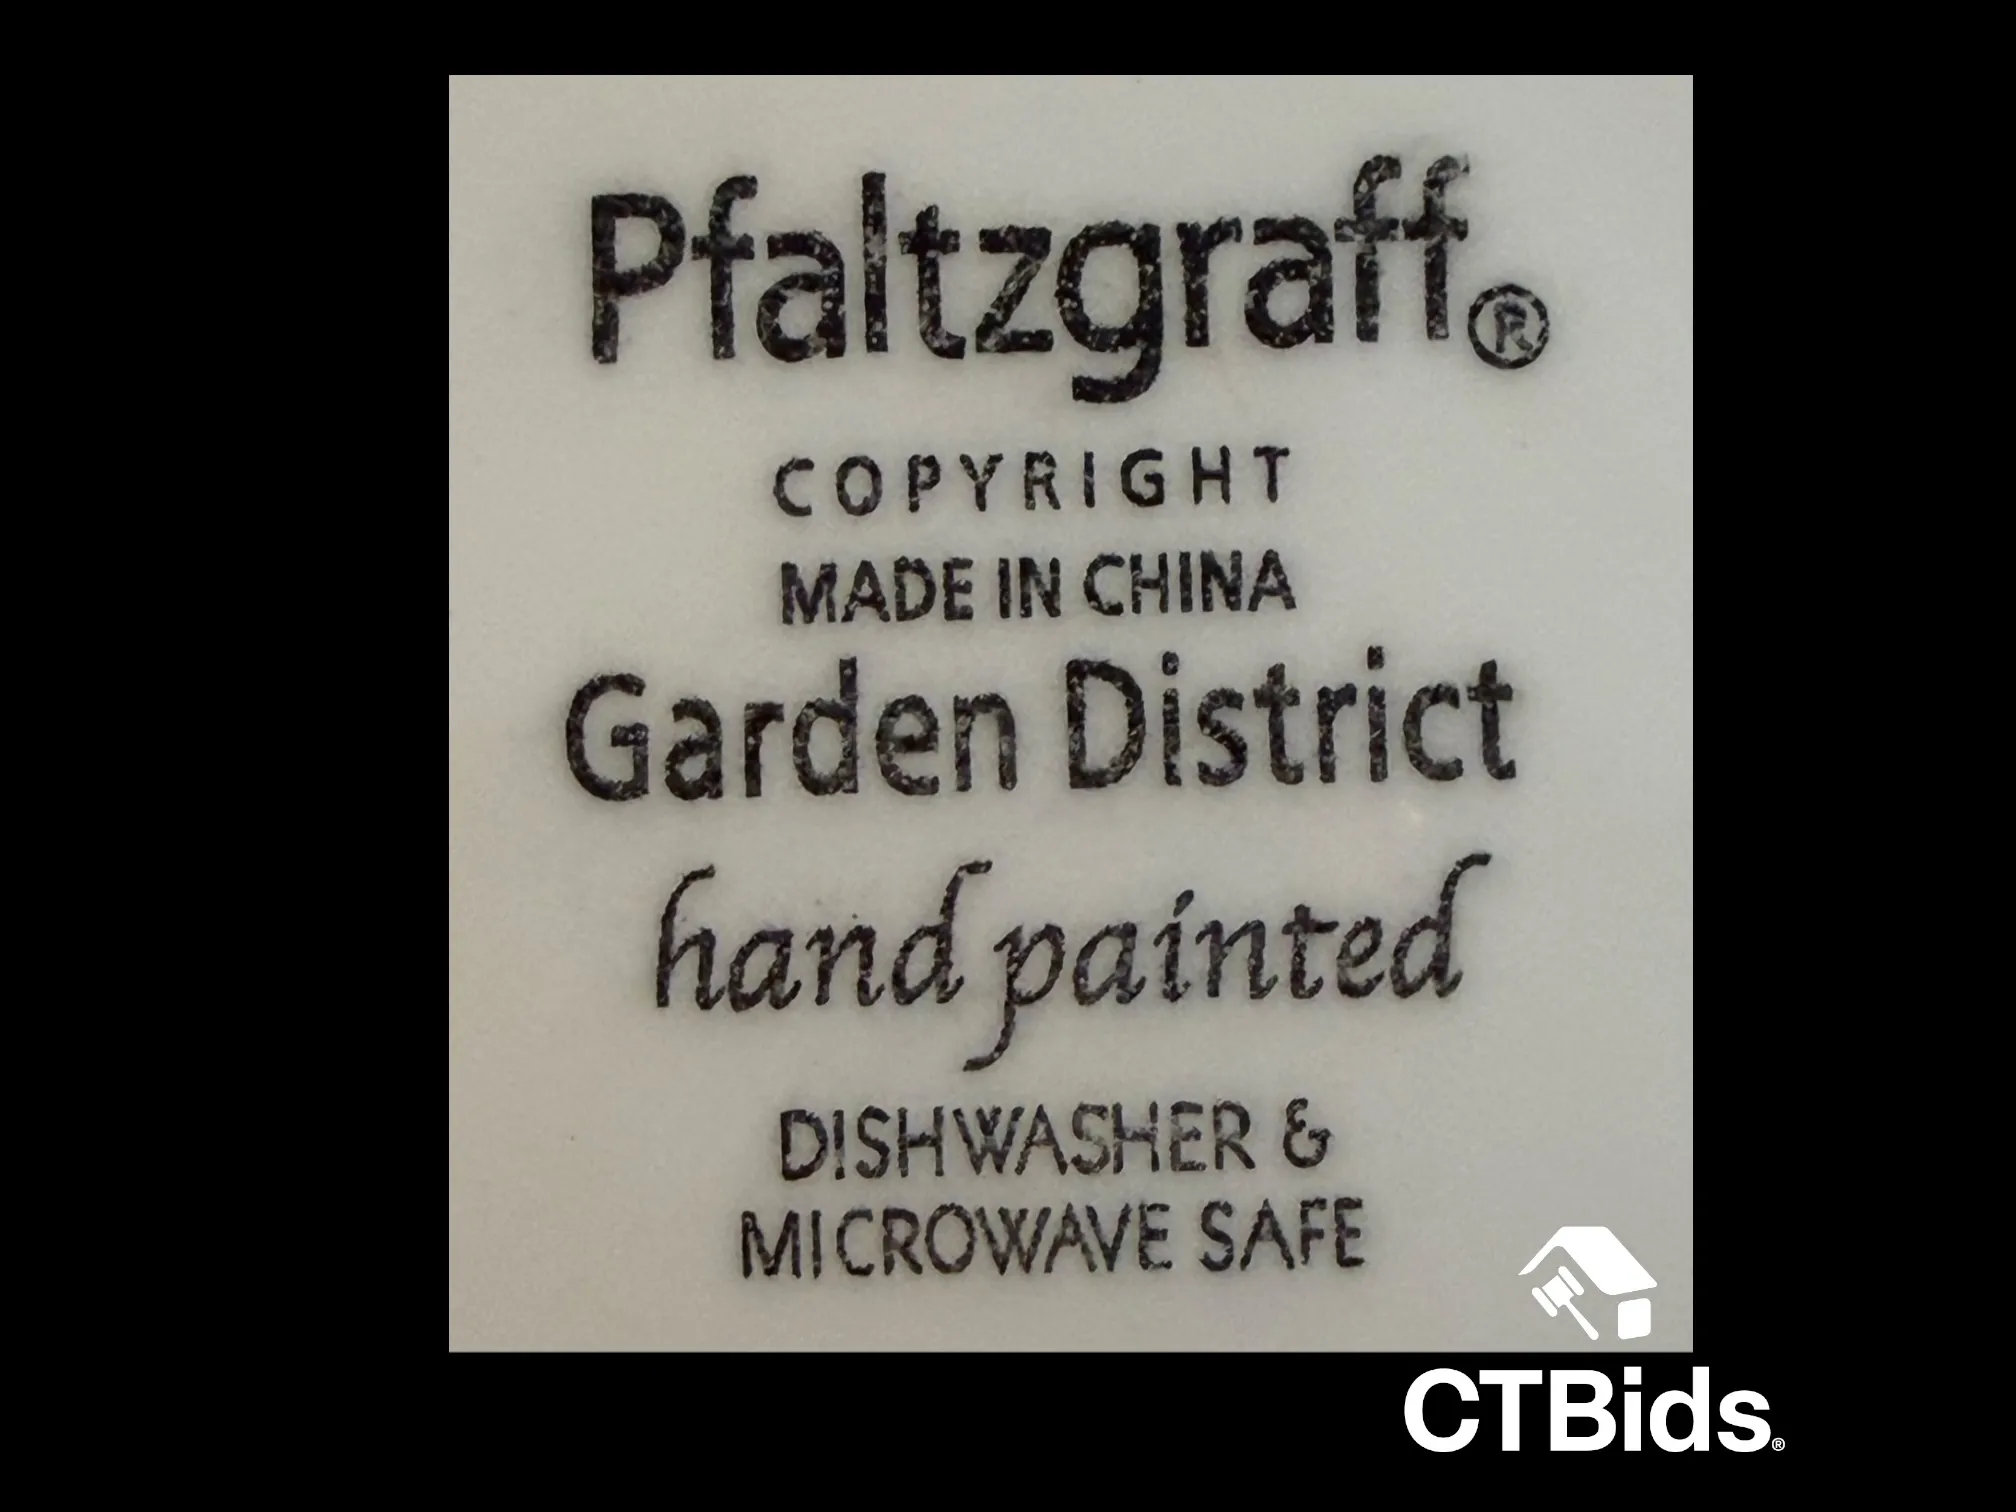 Pfaltzgraff®
COPYRIGHT
MADE IN CHINA
Garden District
hand painted
DISHWASHER &
MICROWAVE SAFE
CTBids®